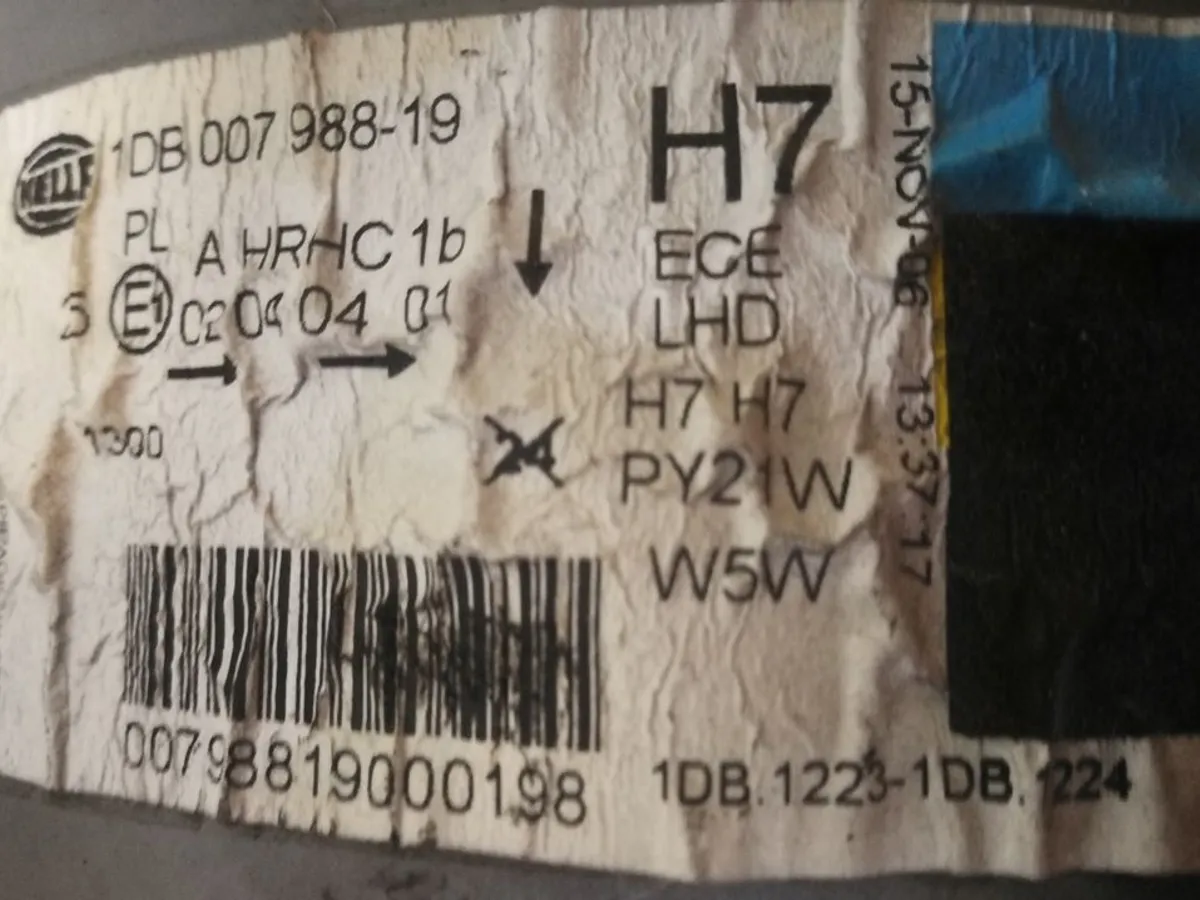 HELLA
1DB 007 988-19
PL A HRHC 1b
E1 02 04 04 01
1300
24
00798819000198
H7
ECE
LHD
H7 H7
PY21W
W5W
1DB.1223-1DB.1224
15-NOV-06 13:37:17